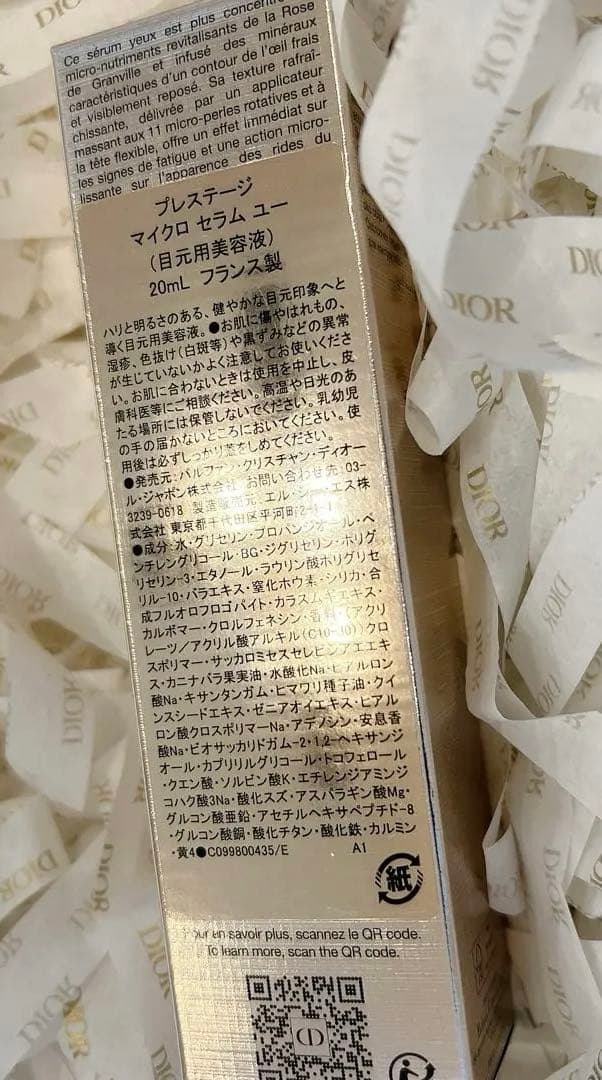 Ce sérum yeux est plus concentré
micro-nutriments revitalisants de la Rose
de Granville et infusé des minéraux
caractéristiques d'un contour de l'œil frais
et visiblement reposé. Sa texture rafraî-
chissante, délivrée par un applicateur
massant aux 11 micro-perles rotatives et à
la tête flexible, offre un effet immédiat sur
les signes de fatigue et une action micro-
lissante sur l'apparence des rides du
プレステージ
マイクロ セラム ユー
(目元用美容液)
20mL フランス製
ハリと明るさのある、健やかな目元印象へと
導く目元用美容液。●お肌に傷やはれもの、
湿疹、色抜け(白斑等)や黒ずみなどの異常
が生じていないかよく注意してお使いくださ
い。お肌に合わないときは使用を中止し、皮
膚科医等にご相談ください。高温や日光のあ
たる場所には保管しないでください。乳幼児
の手の届かないところにおいてください。使
用後は必ずしっかり蓋をしめてください。
●発売元:パルファン・クリスチャン・ディオー
ル・ジャポン株式会社 お問い合わせ先:03-
3239-0618 製造販売元 エル・シー・エス株
式会社 東京都千代田区平河町2-1-1
●成分:水・グリセリン・プロパンジオール・ペ
ンチレングリコール・BG・ジグリセリン・ポリグ
リセリン-3・エタノール・ラウリン酸ポリグリセ
リル-10・バラエキス・窒化ホウ素・シリカ・合
成フルオロフロゴパイト・カラスムギエキス・
カルボマー・クロルフェネシン・香料・(アクリ
レーツ/アクリル酸アルキル(C10-30))クロ
スポリマー・サッカロミセスセレビシアエエキ
ス・カニナバラ果実油・水酸化Na・ヒアルロン
酸Na・キサンタンガム・ヒマワリ種子油・クイ
ンスシードエキス・ゼニアオイエキス・ヒアル
ロン酸クロスポリマーNa・アデノシン・安息香
酸Na・ビオサッカリドガム-2・1,2-ヘキサンジ
オール・カプリリルグリコール・トコフェロール
・クエン酸・ソルビン酸K・エチレンジアミンジ
コハク酸3Na・酸化スズ・アスパラギン酸Mg・
グルコン酸亜鉛・アセチルヘキサペプチド-8
・グルコン酸銅・酸化チタン・酸化鉄・カルミン
・黄4●C099800435/E A1
紙
Pour en savoir plus, scannez le QR code.
To learn more, scan the QR code.
CD
DIOR
DIOR
DIOR
DIOR
DIOR
DIOR
DIOR
DIOR